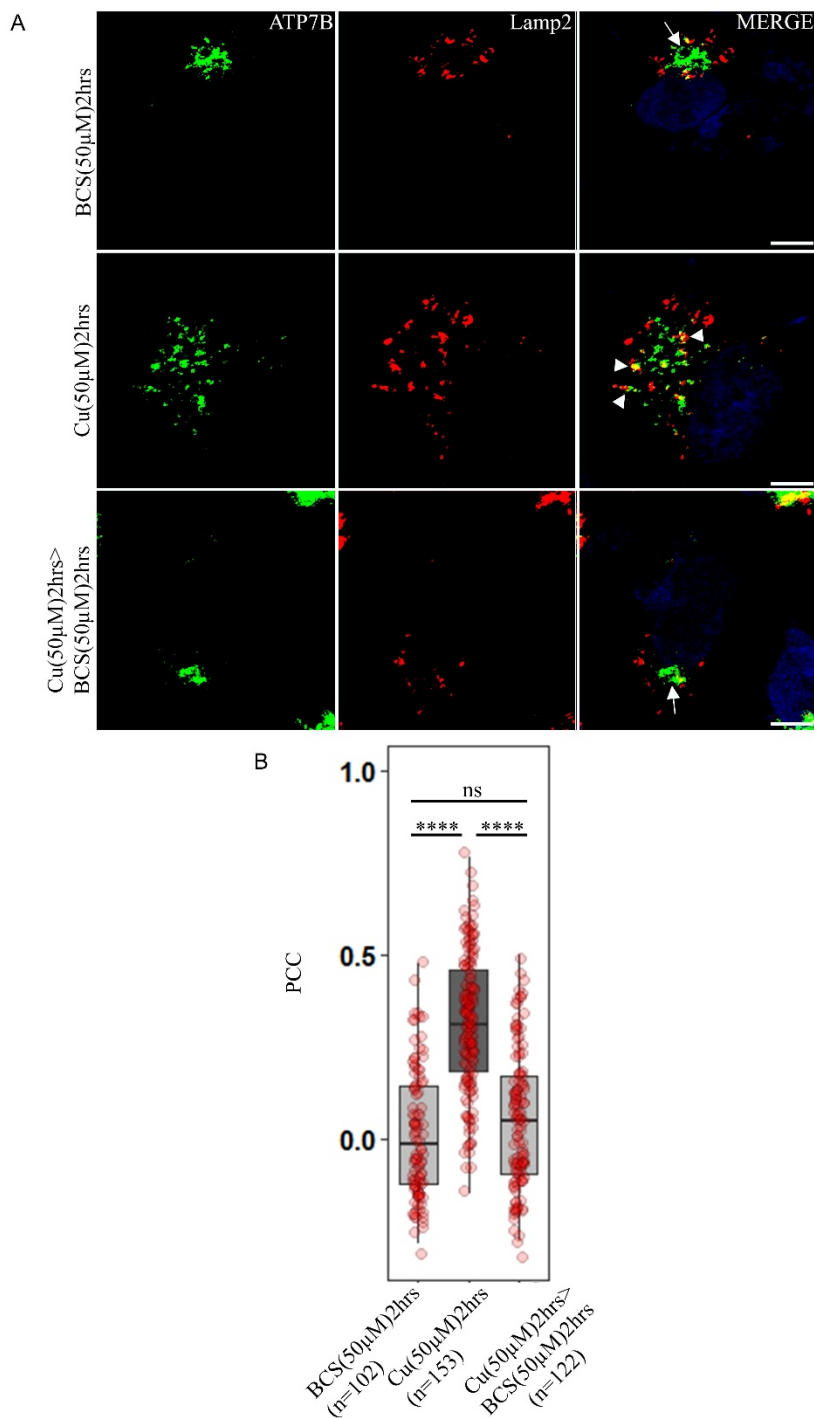 A
ATP7B
Lamp2
MERGE
BCS(50µM)2hrs
Cu(50µM)2hrs
Cu(50µM)2hrs>
BCS(50µM)2hrs
B
1.0
0.5
0.0
PCC
ns
**** ****
BCS(50µM)2hrs
(n=102)
Cu(50µM)2hrs
(n=153)
Cu(50µM)2hrs>
BCS(50µM)2hrs
(n=122)